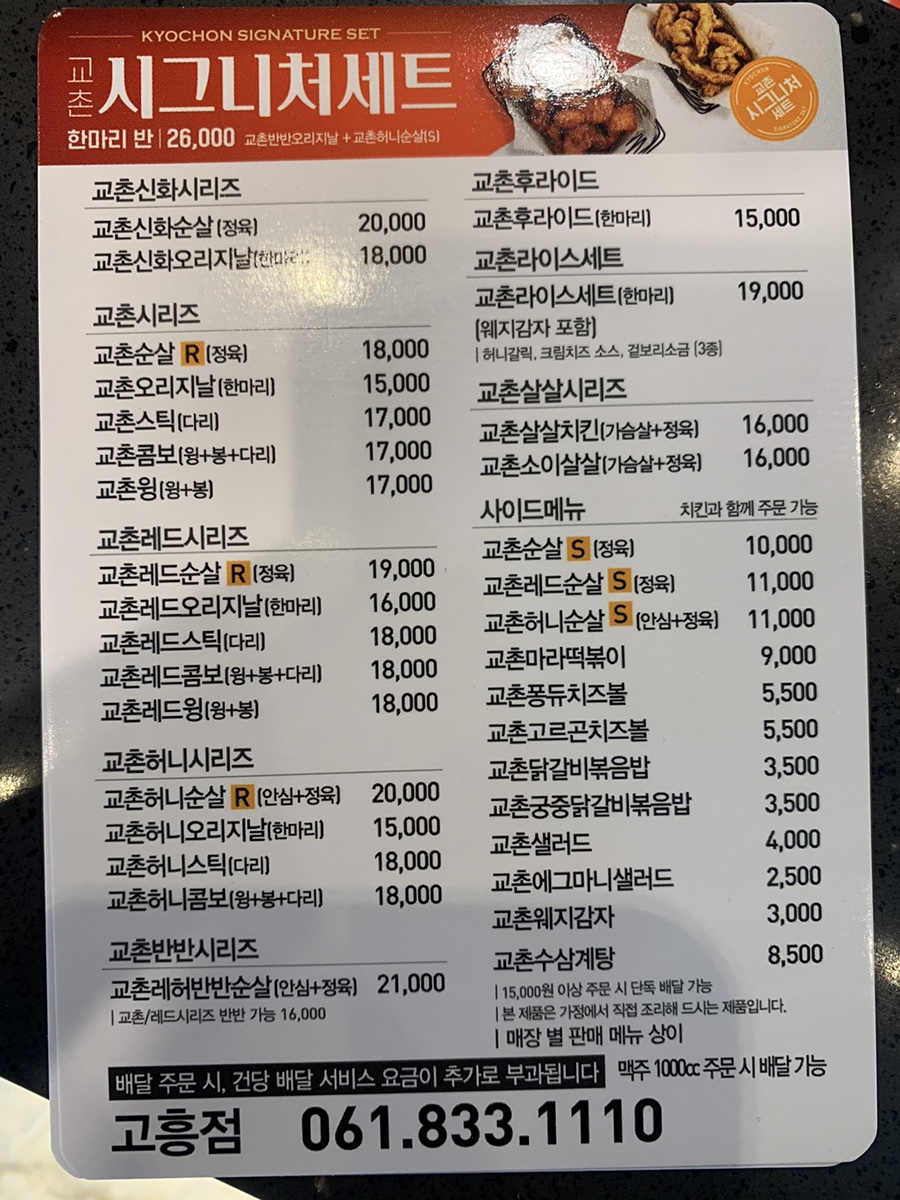 KYOCHON SIGNATURE SET
교촌 시그니처세트
한마리 반 | 26,000 교촌반반오리지날 + 교촌허니순살(S)
KYOCHON
교촌
시그니처
세트
SIGNATURE SET
교촌신화시리즈
교촌신화순살(정육) 20,000
교촌신화오리지날(한마리) 18,000
교촌시리즈
교촌순살 R (정육) 18,000
교촌오리지날(한마리) 15,000
교촌스틱(다리) 17,000
교촌콤보(윙+봉+다리) 17,000
교촌윙(윙+봉) 17,000
교촌레드시리즈
교촌레드순살 R (정육) 19,000
교촌레드오리지날(한마리) 16,000
교촌레드스틱(다리) 18,000
교촌레드콤보(윙+봉+다리) 18,000
교촌레드윙(윙+봉) 18,000
교촌허니시리즈
교촌허니순살 R (안심+정육) 20,000
교촌허니오리지날(한마리) 15,000
교촌허니스틱(다리) 18,000
교촌허니콤보(윙+봉+다리) 18,000
교촌반반시리즈
교촌레허반반순살(안심+정육) 21,000
| 교촌/레드시리즈 반반 가능 16,000
교촌후라이드
교촌후라이드(한마리) 15,000
교촌라이스세트
교촌라이스세트(한마리) 19,000
(웨지감자 포함)
| 허니갈릭, 크림치즈 소스, 겉보리소금 (3종)
교촌살살시리즈
교촌살살치킨(가슴살+정육) 16,000
교촌소이살살(가슴살+정육) 16,000
사이드메뉴 치킨과 함께 주문 가능
교촌순살 S (정육) 10,000
교촌레드순살 S (정육) 11,000
교촌허니순살 S (안심+정육) 11,000
교촌마라떡볶이 9,000
교촌퐁듀치즈볼 5,500
교촌고르곤치즈볼 5,500
교촌닭갈비볶음밥 3,500
교촌궁중닭갈비볶음밥 3,500
교촌샐러드 4,000
교촌에그마니샐러드 2,500
교촌웨지감자 3,000
교촌수삼계탕 8,500
| 15,000원 이상 주문 시 단독 배달 가능
| 본 제품은 가정에서 직접 조리해 드시는 제품입니다.
| 매장 별 판매 메뉴 상이
배달 주문 시, 건당 배달 서비스 요금이 추가로 부과됩니다 맥주 1000cc 주문 시 배달 가능
고흥점 061.833.1110